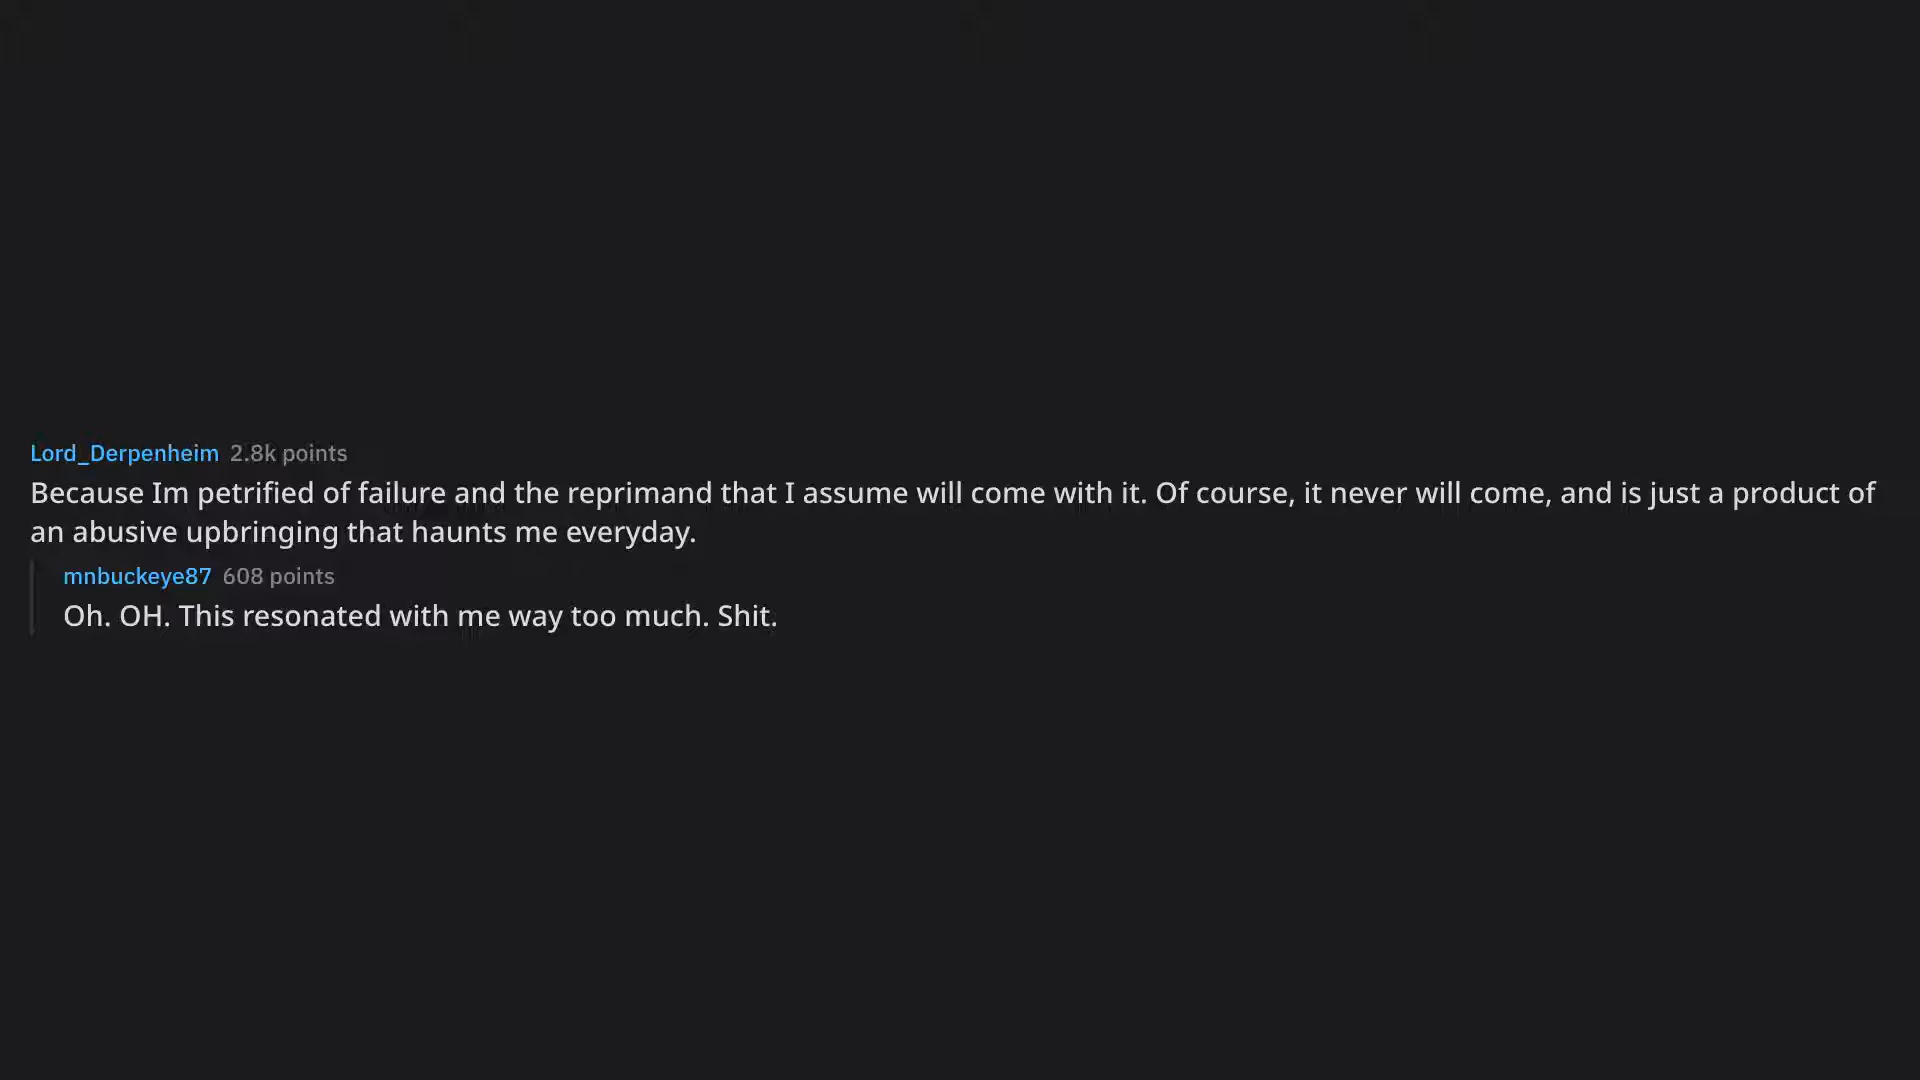 Lord_Derpenheim 2.8k points
Because Im petrified of failure and the reprimand that I assume will come with it. Of course, it never will come, and is just a product of
an abusive upbringing that haunts me everyday.
mnbuckeye87 608 points
Oh. OH. This resonated with me way too much. Shit.